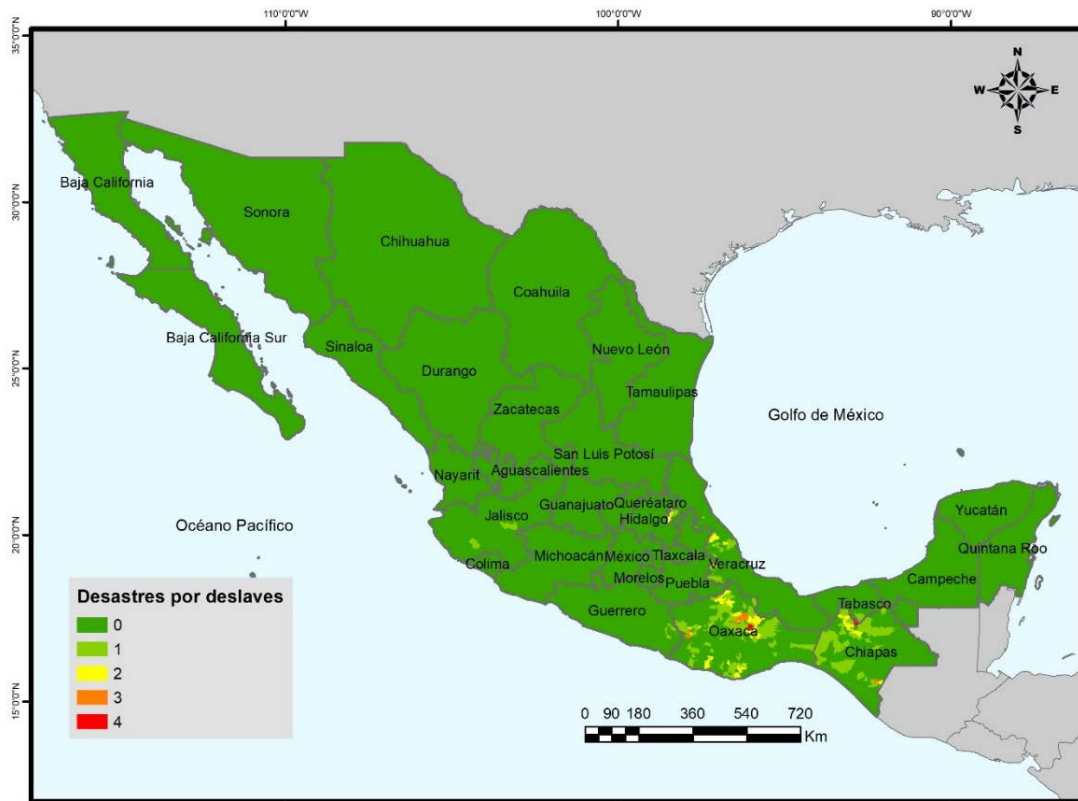 110°0'0"W
100°0'0"W
90°0'0"W
35°0'0"N
30°0'0"N
25°0'0"N
20°0'0"N
15°0'0"N
N
W
E
S
Baja California
Sonora
Chihuahua
Coahuila
Baja California Sur
Sinaloa
Nuevo León
Durango
Tamaulipas
Zacatecas
Golfo de México
San Luis Potosí
Nayarit
Aguascalientes
Guanajuato
Queréataro
Hidalgo
Yucatán
Jalisco
Océano Pacífico
Quintana Roo
Michoacán
México
Tlaxcala
Veracruz
Colima
Morelos
Puebla
Campeche
Tabasco
Guerrero
Oaxaca
Chiapas
Desastres por deslaves
0
1
2
3
4
0 90 180 360 540 720
Km